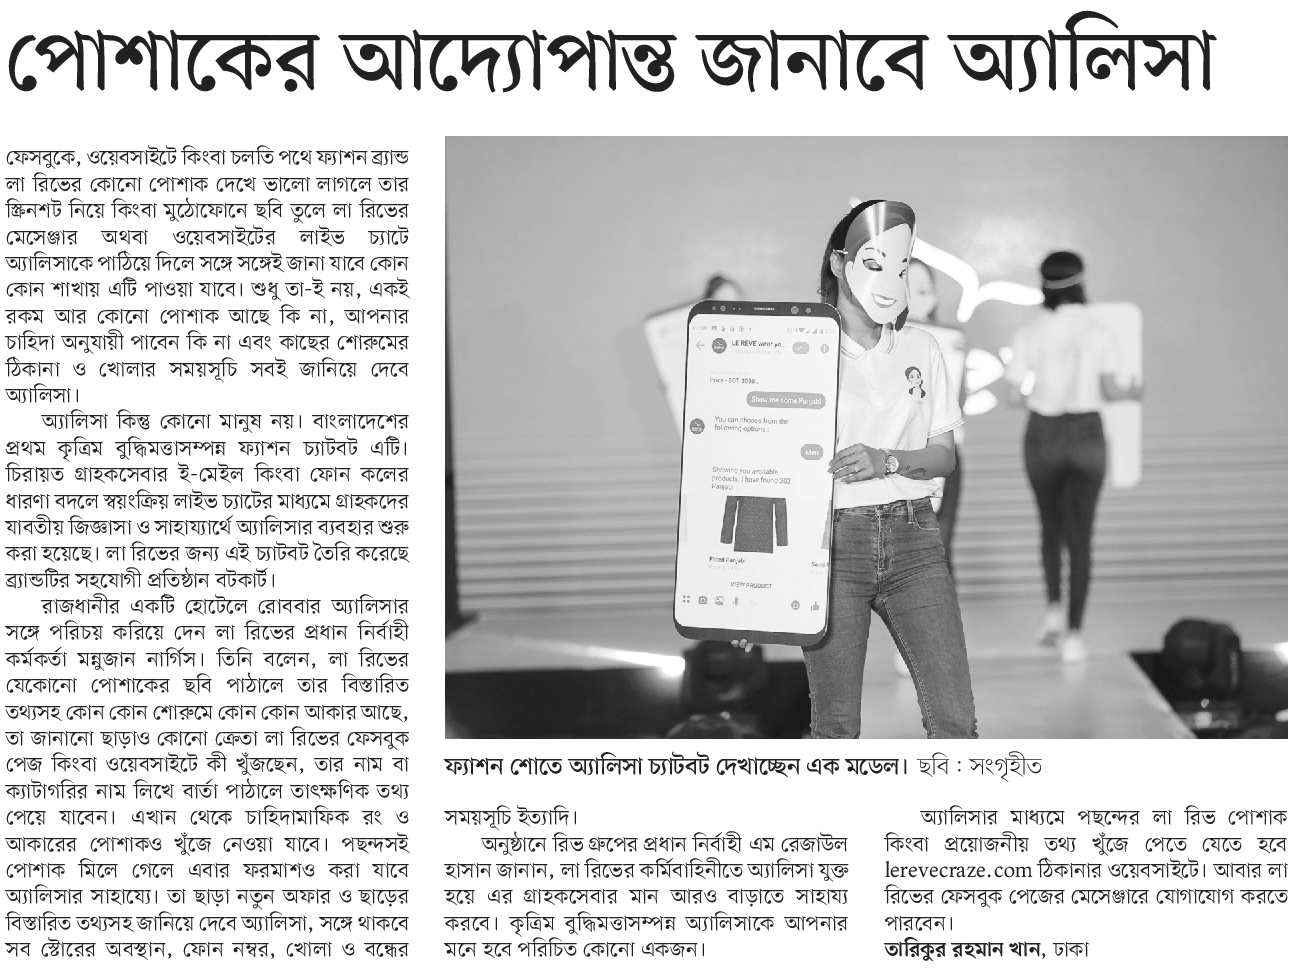 পোশাকের আদ্যোপান্ত জানাবে অ্যালিসা
ফেসবুকে, ওয়েবসাইটে কিংবা চলতি পথে ফ্যাশন ব্র্যান্ড
লা রিভের কোনো পোশাক দেখে ভালো লাগলে তার
স্ক্রিনশট নিয়ে কিংবা মুঠোফোনে ছবি তুলে লা রিভের
মেসেঞ্জার অথবা ওয়েবসাইটের লাইভ চ্যাটে
অ্যালিসাকে পাঠিয়ে দিলে সঙ্গে সঙ্গেই জানা যাবে কোন
কোন শাখায় এটি পাওয়া যাবে। শুধু তা-ই নয়, একই
রকম আর কোনো পোশাক আছে কি না, আপনার
চাহিদা অনুযায়ী পাবেন কি না এবং কাছের শোরুমের
ঠিকানা ও খোলার সময়সূচি সবই জানিয়ে দেবে
অ্যালিসা।
অ্যালিসা কিন্তু কোনো মানুষ নয়। বাংলাদেশের
প্রথম কৃত্রিম বুদ্ধিমত্তাসম্পন্ন ফ্যাশন চ্যাটবট এটি।
চিরায়ত গ্রাহকসেবার ই-মেইল কিংবা ফোন কলের
ধারণা বদলে স্বয়ংক্রিয় লাইভ চ্যাটের মাধ্যমে গ্রাহকদের
যাবতীয় জিজ্ঞাসা ও সাহায্যার্থে অ্যালিসার ব্যবহার শুরু
করা হয়েছে। লা রিভের জন্য এই চ্যাটবট তৈরি করেছে
ব্র্যান্ডটির সহযোগী প্রতিষ্ঠান বটকার্ট।
রাজধানীর একটি হোটেলে রোববার অ্যালিসার
সঙ্গে পরিচয় করিয়ে দেন লা রিভের প্রধান নির্বাহী
কর্মকর্তা মন্নুজান নার্গিস। তিনি বলেন, লা রিভের
যেকোনো পোশাকের ছবি পাঠালে তার বিস্তারিত
তথ্যসহ কোন কোন শোরুমে কোন কোন আকার আছে,
তা জানানো ছাড়াও কোনো ক্রেতা লা রিভের ফেসবুক
পেজ কিংবা ওয়েবসাইটে কী খুঁজছেন, তার নাম বা
ক্যাটাগরির নাম লিখে বার্তা পাঠালে তাৎক্ষণিক তথ্য
পেয়ে যাবেন। এখান থেকে চাহিদামাফিক রং ও
আকারের পোশাকও খুঁজে নেওয়া যাবে। পছন্দসই
পোশাক মিলে গেলে এবার ফরমাশও করা যাবে
অ্যালিসার সাহায্যে। তা ছাড়া নতুন অফার ও ছাড়ের
বিস্তারিত তথ্যসহ জানিয়ে দেবে অ্যালিসা, সঙ্গে থাকবে
সব স্টোরের অবস্থান, ফোন নম্বর, খোলা ও বন্ধের
LE REVE wear yo...
Price - BDT 3090...
Show me some Panjabi
You can choose from the
following options :
Men
Showing you available
products. I have found 202
Panjabi
Fitted Panjabi
VIEW PRODUCT
ফ্যাশন শোতে অ্যালিসা চ্যাটবট দেখাচ্ছেন এক মডেল। ছবি : সংগৃহীত
সময়সূচি ইত্যাদি।
অনুষ্ঠানে রিভ গ্রুপের প্রধান নির্বাহী এম রেজাউল
হাসান জানান, লা রিভের কর্মিবাহিনীতে অ্যালিসা যুক্ত
হয়ে এর গ্রাহকসেবার মান আরও বাড়াতে সাহায্য
করবে। কৃত্রিম বুদ্ধিমত্তাসম্পন্ন অ্যালিসাকে আপনার
মনে হবে পরিচিত কোনো একজন।
অ্যালিসার মাধ্যমে পছন্দের লা রিভ পোশাক
কিংবা প্রয়োজনীয় তথ্য খুঁজে পেতে যেতে হবে
lerevecraze.com ঠিকানার ওয়েবসাইটে। আবার লা
রিভের ফেসবুক পেজের মেসেঞ্জারে যোগাযোগ করতে
পারবেন।
তারিকুর রহমান খান, ঢাকা